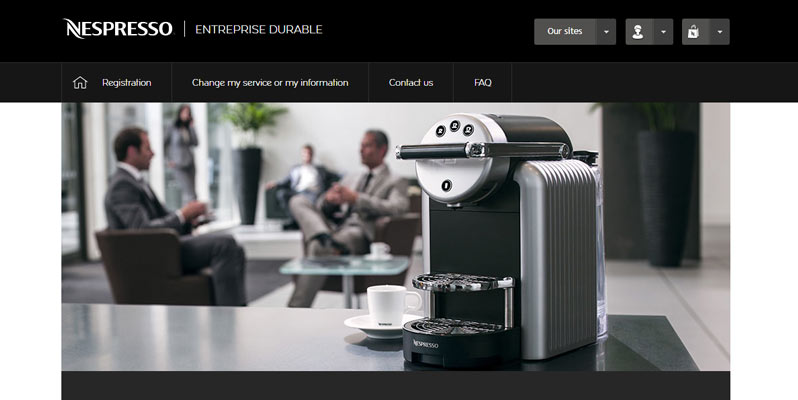 NESPRESSO
ENTREPRISE DURABLE
Our sites
Registration
Change my service or my information
Contact us
FAQ
NESPRESSO